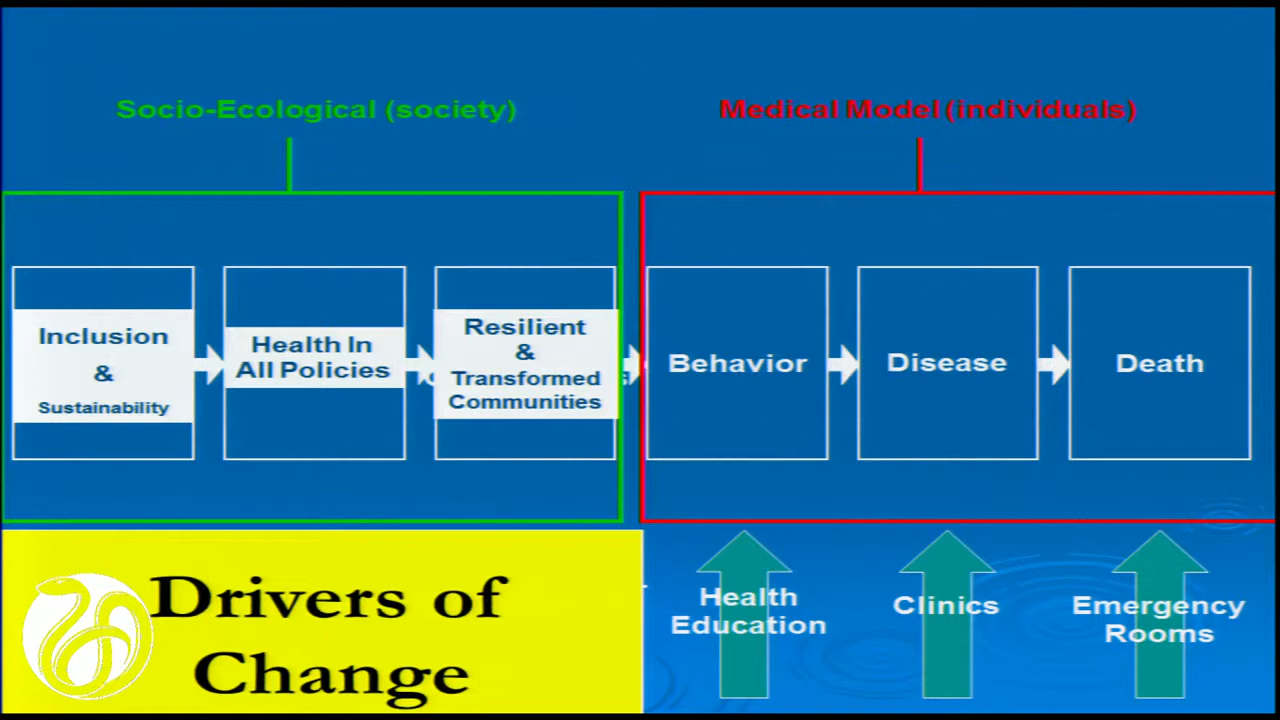 Socio-Ecological (society)
Medical Model (individuals)
Inclusion
&
Sustainability
Health In
All Policies
Resilient
&
Transformed
Communities
Behavior
Disease
Death
Drivers of
Change
Health
Education
Clinics
Emergency
Rooms